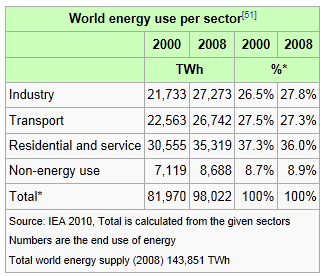 World energy use per sector[51]
2000 2008 2000 2008
TWh %*
Industry 21,733 27,273 26.5% 27.8%
Transport 22,563 26,742 27.5% 27.3%
Residential and service 30,555 35,319 37.3% 36.0%
Non-energy use 7,119 8,688 8.7% 8.9%
Total* 81,970 98,022 100% 100%
Source: IEA 2010, Total is calculated from the given sectors
Numbers are the end use of energy
Total world energy supply (2008) 143,851 TWh